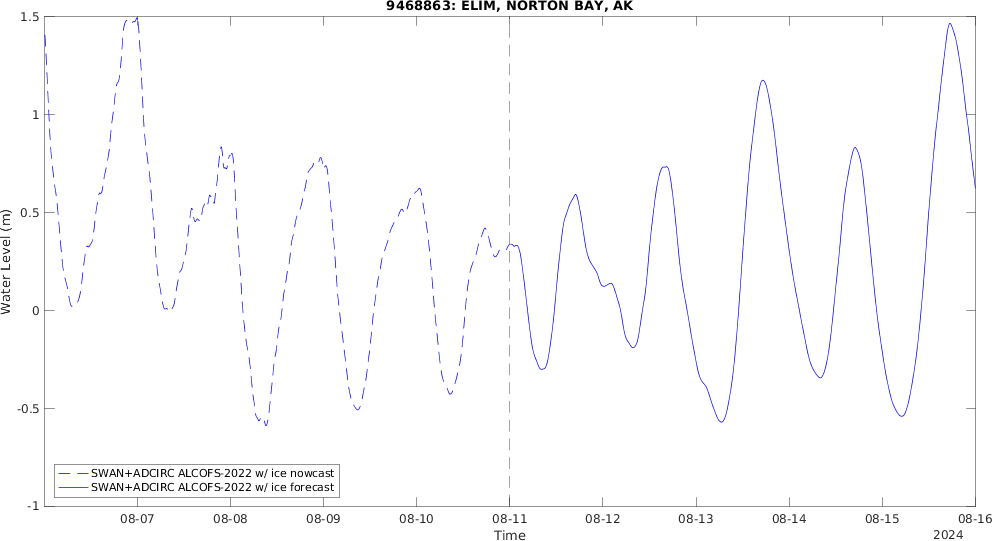 9468863: ELIM, NORTON BAY, AK
1.5
1
0.5
0
-0.5
-1
Water Level (m)
SWAN+ADCIRC ALCOFS-2022 w/ ice nowcast
SWAN+ADCIRC ALCOFS-2022 w/ ice forecast
08-07 08-08 08-09 08-10 08-11 08-12 08-13 08-14 08-15 08-16
Time
2024